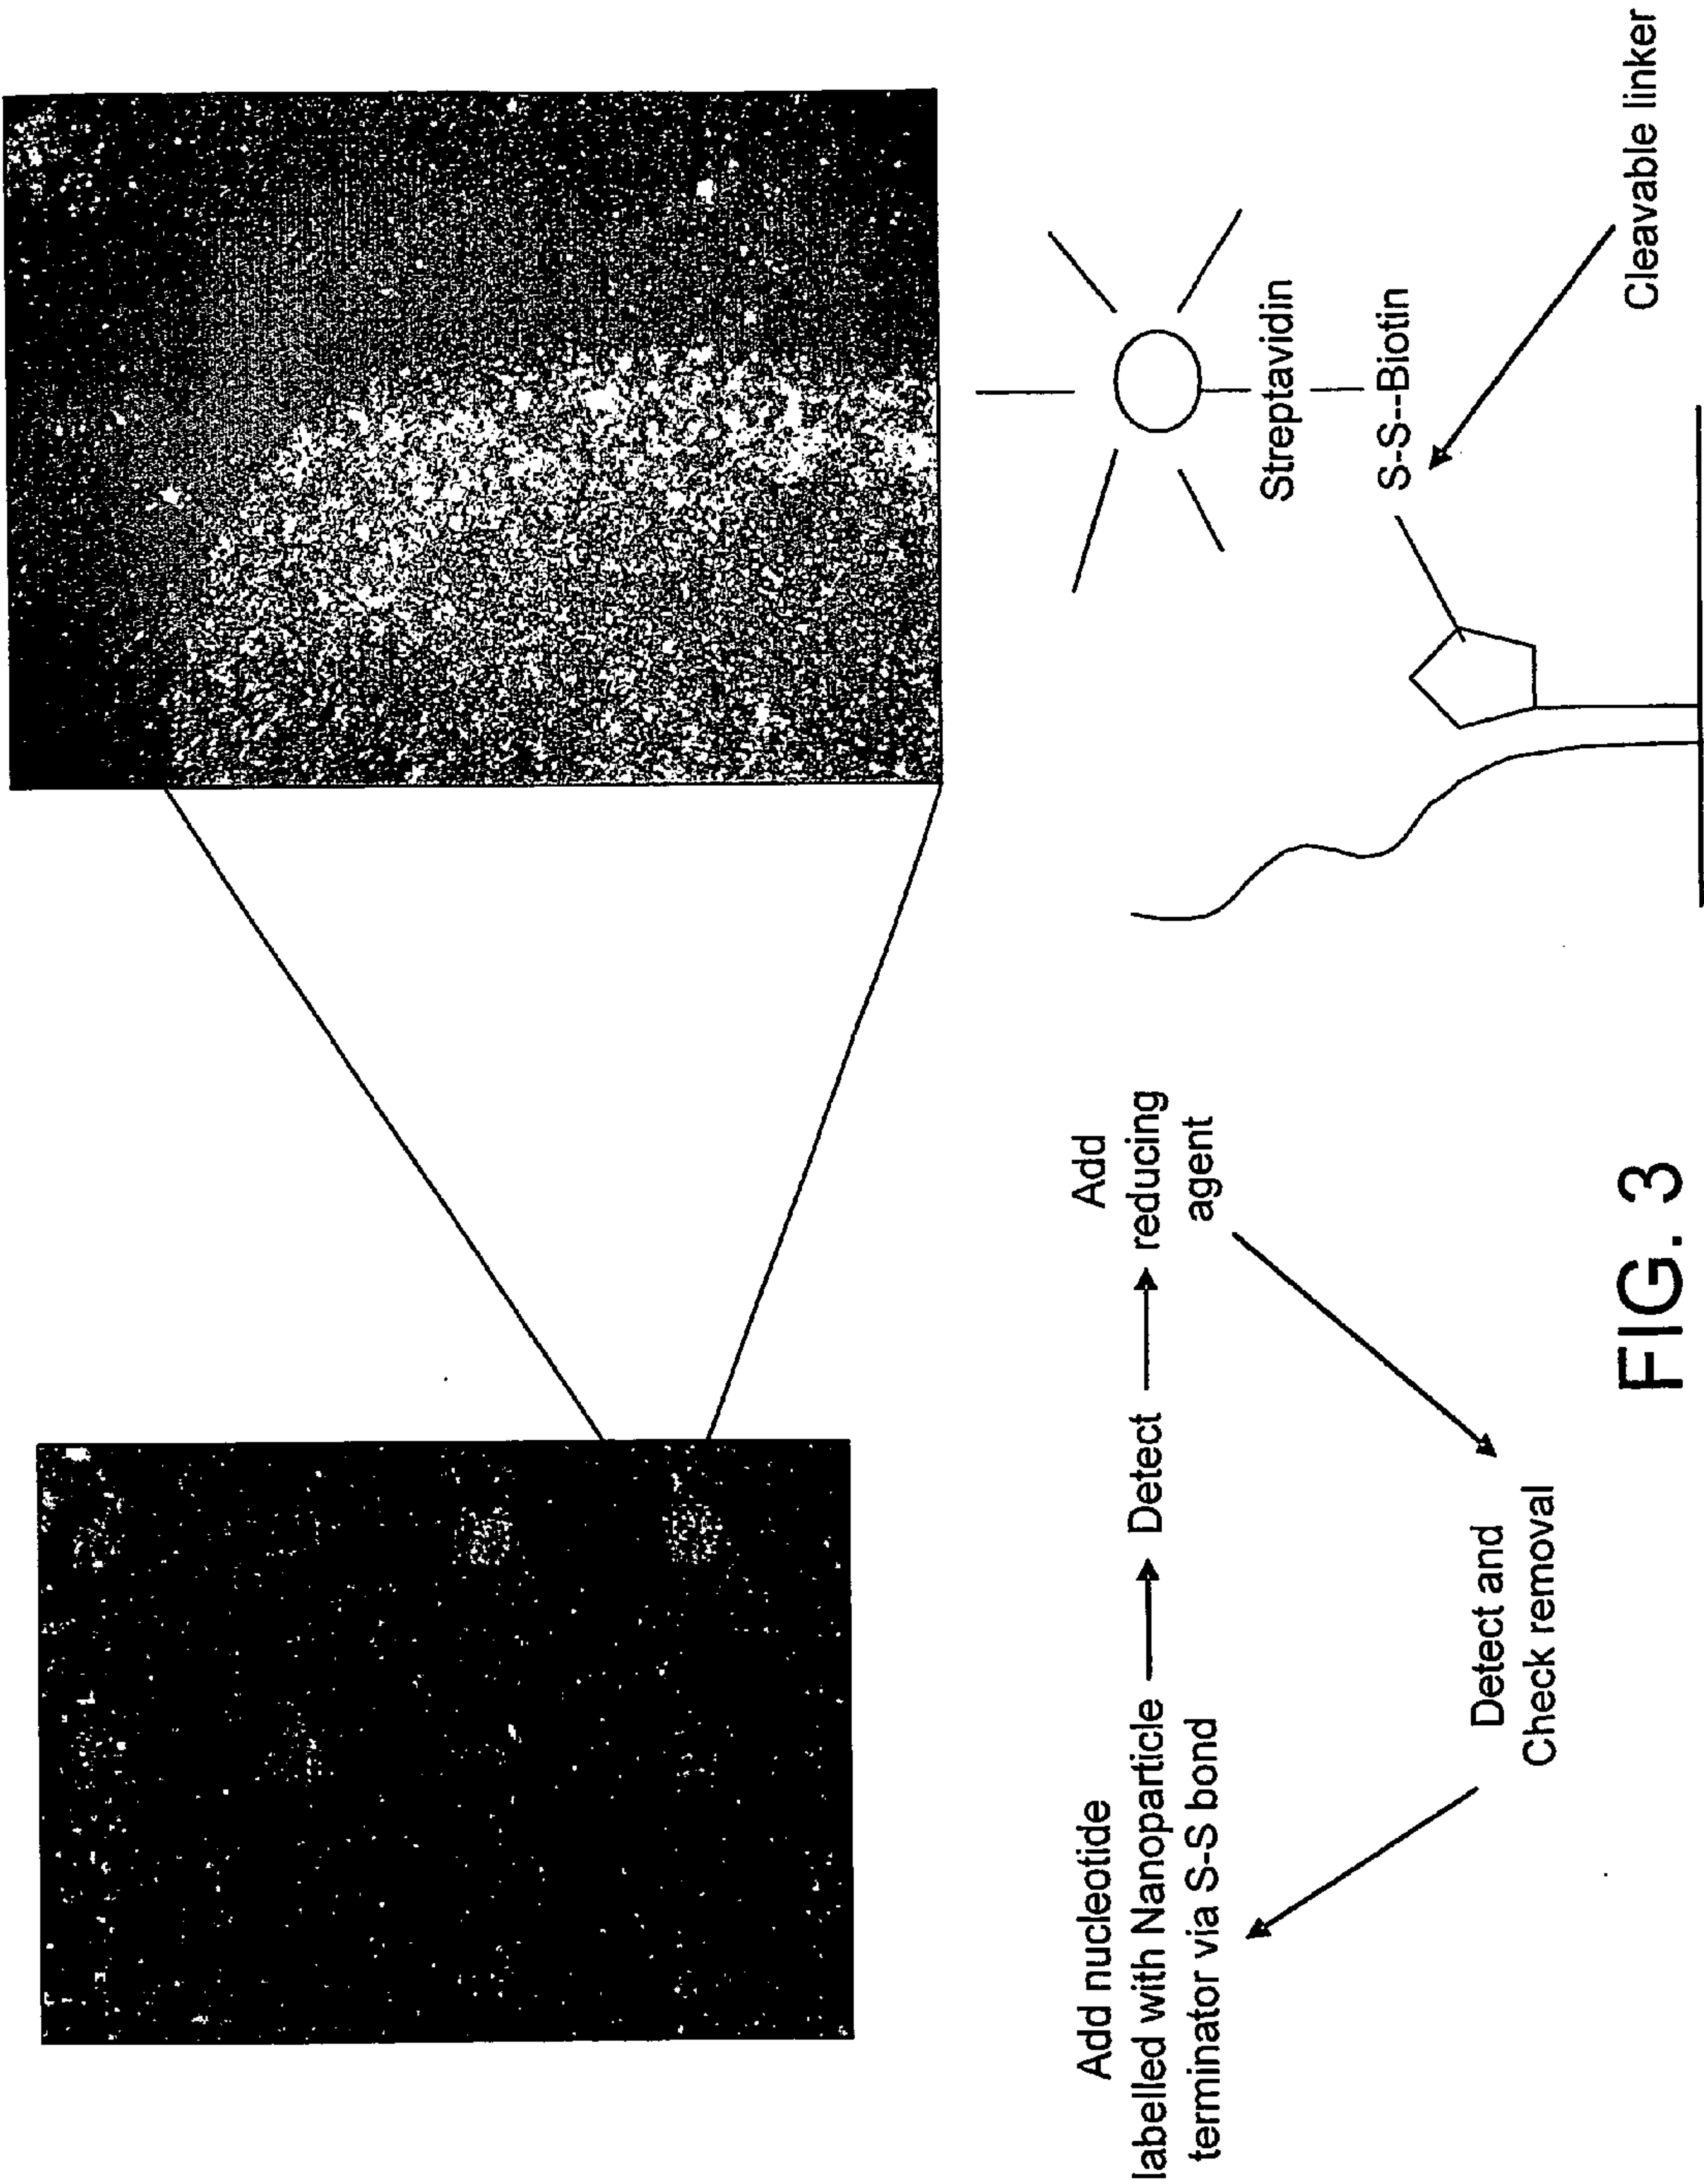 Add nucleotide
labelled with Nanoparticle
terminator via S-S bond
Detect
Add
reducing
agent
Detect and
Check removal
Streptavidin
S-S--Biotin
Cleavable linker
FIG. 3